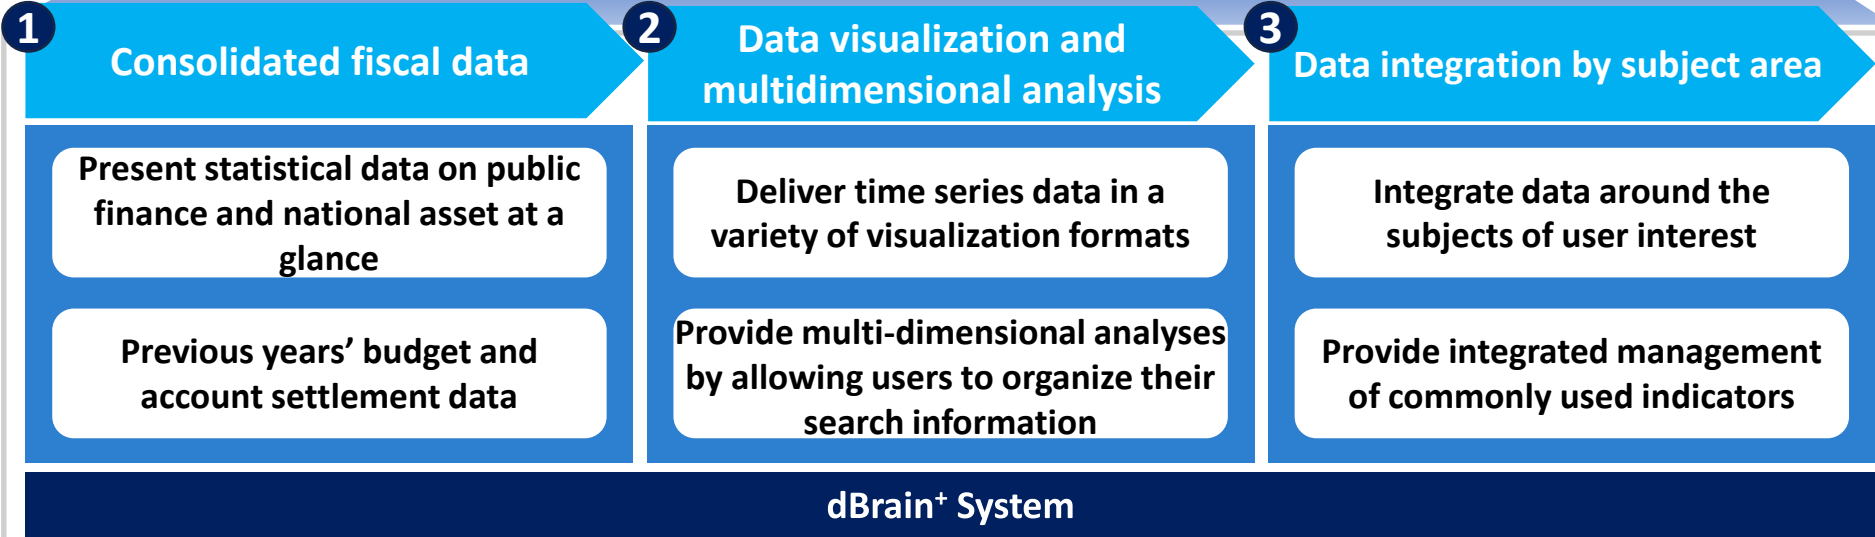 1
Consolidated fiscal data
Present statistical data on public
finance and national asset at a
glance
Previous years’ budget and
account settlement data
2
Data visualization and
multidimensional analysis
Deliver time series data in a
variety of visualization formats
Provide multi-dimensional analyses
by allowing users to organize their
search information
3
Data integration by subject area
Integrate data around the
subjects of user interest
Provide integrated management
of commonly used indicators
dBrain⁺ System